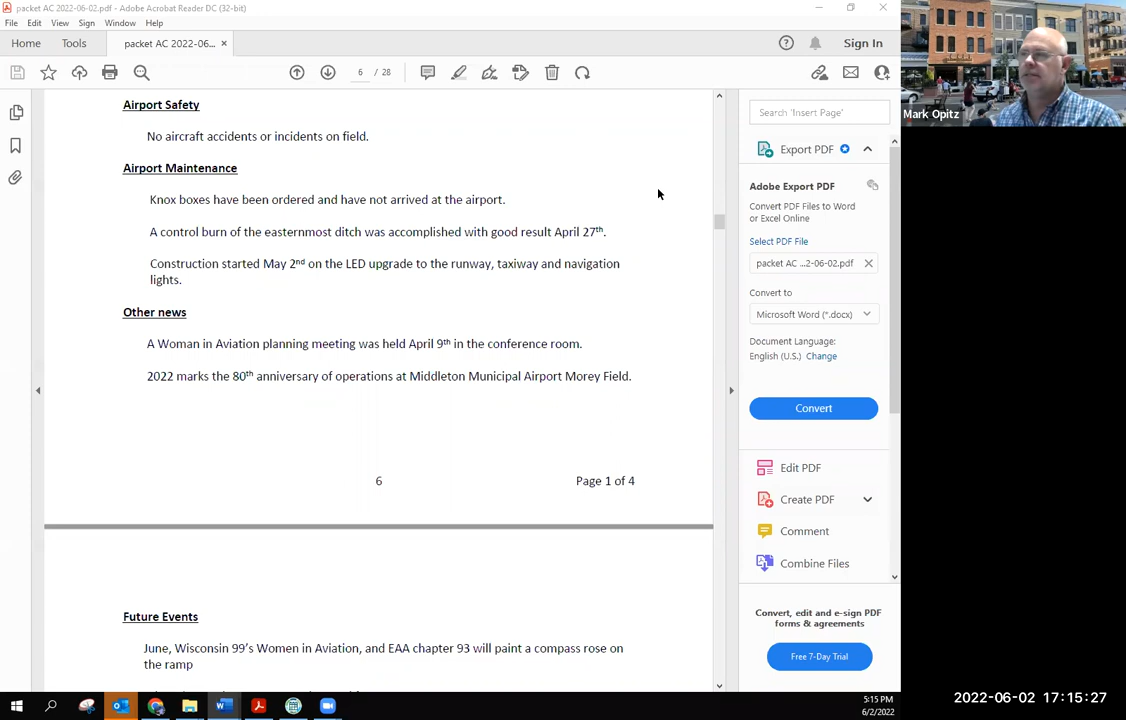 packet AC 2022-06-02.pdf - Adobe Acrobat Reader DC (32-bit)
File Edit View Sign Window Help
Home Tools packet AC 2022-06... × Sign In
6 / 28
Airport Safety
No aircraft accidents or incidents on field.
Airport Maintenance
Knox boxes have been ordered and have not arrived at the airport.
A control burn of the easternmost ditch was accomplished with good result April 27th.
Construction started May 2nd on the LED upgrade to the runway, taxiway and navigation
lights.
Other news
A Woman in Aviation planning meeting was held April 9th in the conference room.
2022 marks the 80th anniversary of operations at Middleton Municipal Airport Morey Field.
6 Page 1 of 4
Future Events
June, Wisconsin 99's Women in Aviation, and EAA chapter 93 will paint a compass rose on
the ramp
Search 'Insert Page'
Export PDF
Adobe Export PDF
Convert PDF Files to Word
or Excel Online
Select PDF File
packet AC ...2-06-02.pdf
Convert to
Microsoft Word (*.docx)
Document Language:
English (U.S.) Change
Convert
Edit PDF
Create PDF
Comment
Combine Files
Convert, edit and e-sign PDF
forms & agreements
Free 7-Day Trial
Mark Opitz
5:15 PM
6/2/2022
2022-06-02 17:15:27